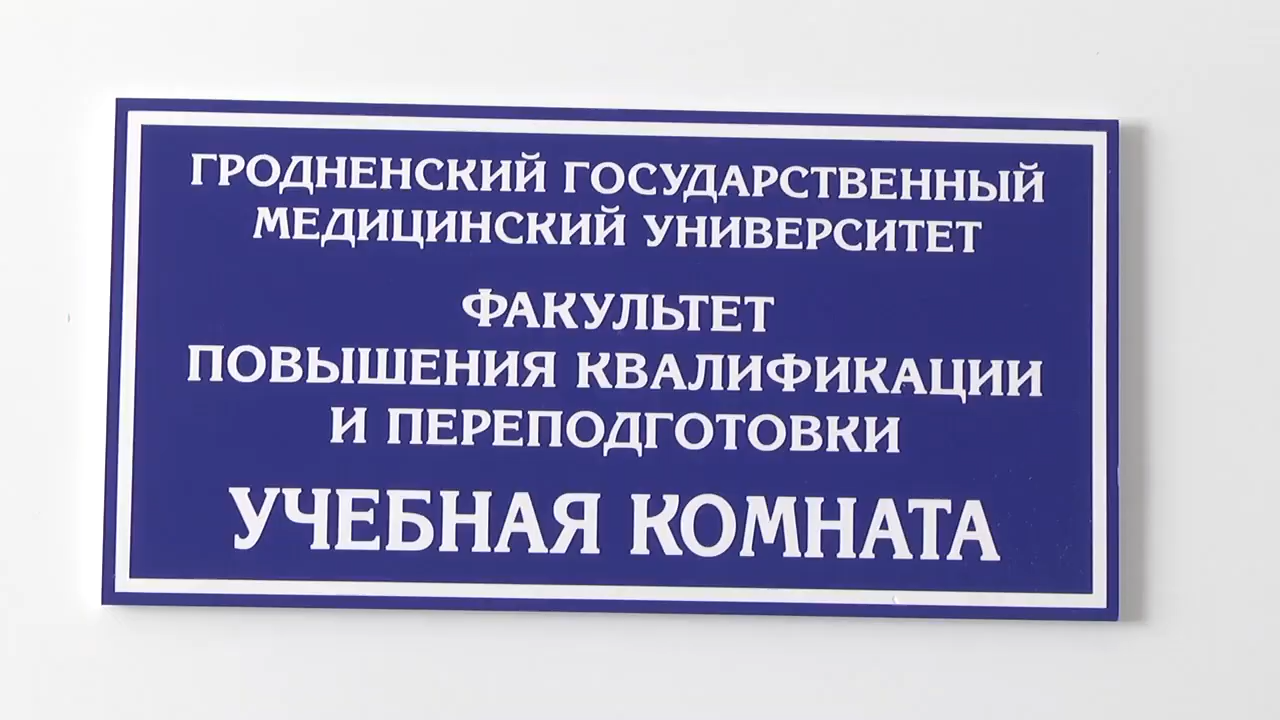 ГРОДНЕНСКИЙ ГОСУДАРСТВЕННЫЙ
МЕДИЦИНСКИЙ УНИВЕРСИТЕТ
ФАКУЛЬТЕТ
ПОВЫШЕНИЯ КВАЛИФИКАЦИИ
И ПЕРЕПОДГОТОВКИ
УЧЕБНАЯ КОМНАТА